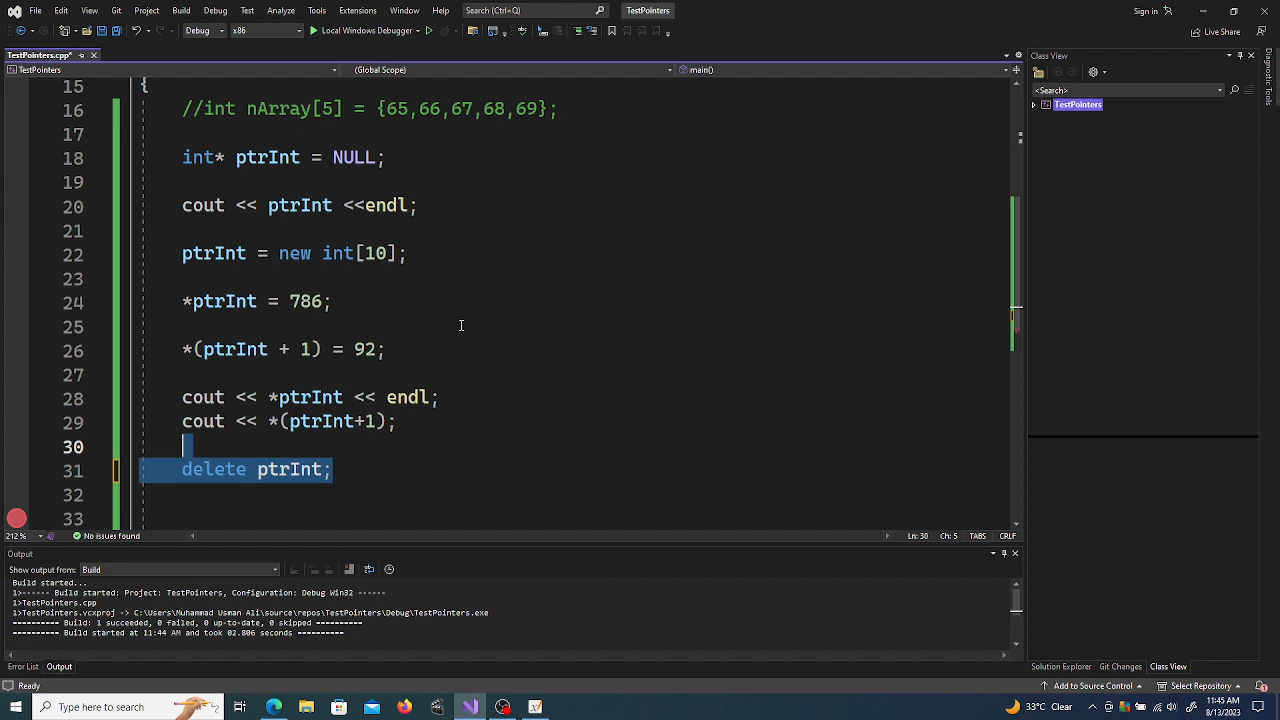 File Edit View Git Project Build Debug Test Analyze Tools Extensions Window Help Search (Ctrl+Q) TestPointers Sign in
Debug x86 Local Windows Debugger Live Share
TestPointers.cpp*
Class View
TestPointers (Global Scope) main()
Diagnostic Tools
<Search>
TestPointers
15 {
16 //int nArray[5] = {65,66,67,68,69};
17
18 int* ptrInt = NULL;
19
20 cout << ptrInt <<endl;
21
22 ptrInt = new int[10];
23
24 *ptrInt = 786;
25
26 *(ptrInt + 1) = 92;
27
28 cout << *ptrInt << endl;
29 cout << *(ptrInt+1);
30
31 delete ptrInt;
32
33
212 % No issues found Ln: 30 Ch: 5 TABS CRLF
Output
Show output from: Build
Build started...
1>------ Build started: Project: TestPointers, Configuration: Debug Win32 ------
1>TestPointers.cpp
1>TestPointers.vcxproj -> C:\Users\Muhammad Usman Ali\source\repos\TestPointers\Debug\TestPointers.exe
========== Build: 1 succeeded, 0 failed, 0 up-to-date, 0 skipped ==========
========== Build started at 11:44 AM and took 02.806 seconds ==========
Error List Output
Solution Explorer Git Changes Class View
Ready
Add to Source Control Select Repository
Type here to search
33°C Clear
11:45 AM
8/13/2023